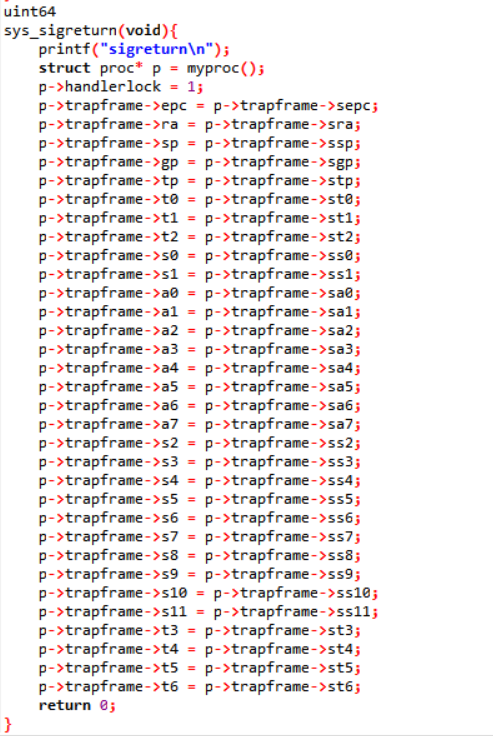 uint64
sys_sigreturn(void){
    printf("sigreturn\n");
    struct proc* p = myproc();
    p->handlerlock = 1;
    p->trapframe->epc = p->trapframe->sepc;
    p->trapframe->ra = p->trapframe->sra;
    p->trapframe->sp = p->trapframe->ssp;
    p->trapframe->gp = p->trapframe->sgp;
    p->trapframe->tp = p->trapframe->stp;
    p->trapframe->t0 = p->trapframe->st0;
    p->trapframe->t1 = p->trapframe->st1;
    p->trapframe->t2 = p->trapframe->st2;
    p->trapframe->s0 = p->trapframe->ss0;
    p->trapframe->s1 = p->trapframe->ss1;
    p->trapframe->a0 = p->trapframe->sa0;
    p->trapframe->a1 = p->trapframe->sa1;
    p->trapframe->a2 = p->trapframe->sa2;
    p->trapframe->a3 = p->trapframe->sa3;
    p->trapframe->a4 = p->trapframe->sa4;
    p->trapframe->a5 = p->trapframe->sa5;
    p->trapframe->a6 = p->trapframe->sa6;
    p->trapframe->a7 = p->trapframe->sa7;
    p->trapframe->s2 = p->trapframe->ss2;
    p->trapframe->s3 = p->trapframe->ss3;
    p->trapframe->s4 = p->trapframe->ss4;
    p->trapframe->s5 = p->trapframe->ss5;
    p->trapframe->s6 = p->trapframe->ss6;
    p->trapframe->s7 = p->trapframe->ss7;
    p->trapframe->s8 = p->trapframe->ss8;
    p->trapframe->s9 = p->trapframe->ss9;
    p->trapframe->s10 = p->trapframe->ss10;
    p->trapframe->s11 = p->trapframe->ss11;
    p->trapframe->t3 = p->trapframe->st3;
    p->trapframe->t4 = p->trapframe->st4;
    p->trapframe->t5 = p->trapframe->st5;
    p->trapframe->t6 = p->trapframe->st6;
    return 0;
}